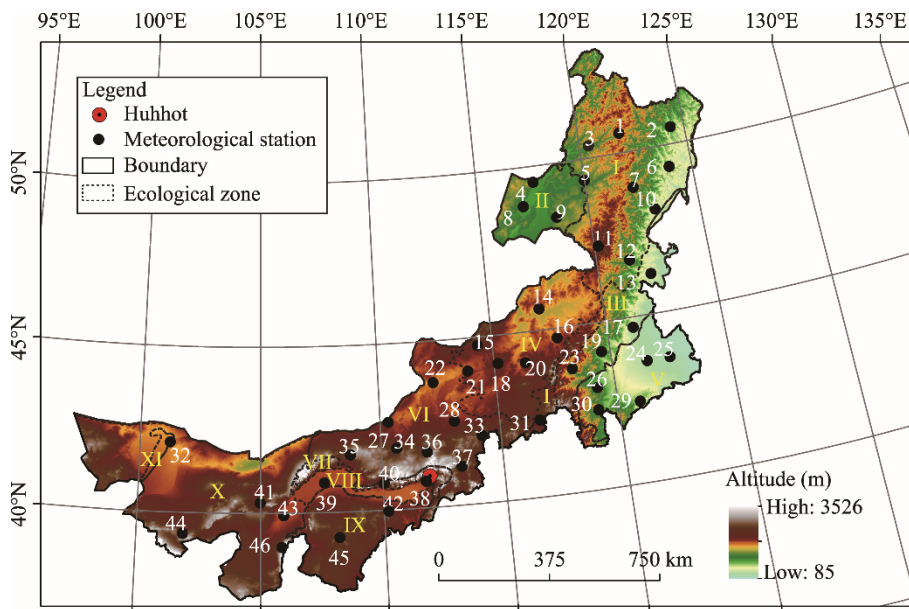 95°E 100°E 105°E 110°E 115°E 120°E 125°E 130°E 135°E
Legend
Huhhot
Meteorological station
Boundary
Ecological zone
50°N
45°N
40°N
1
2
3
I
5
6
7
4
II
8
9
10
11
12
13
14
III
15
16
17
IV
19
24
25
18
20
23
22
21
26
V
I
29
VI
28
30
31
27
33
34
36
35
37
XI
32
VII
40
VIII
38
X
41
39
43
42
IX
44
45
46
Altitude (m)
High: 3526
Low: 85
0 375 750 km